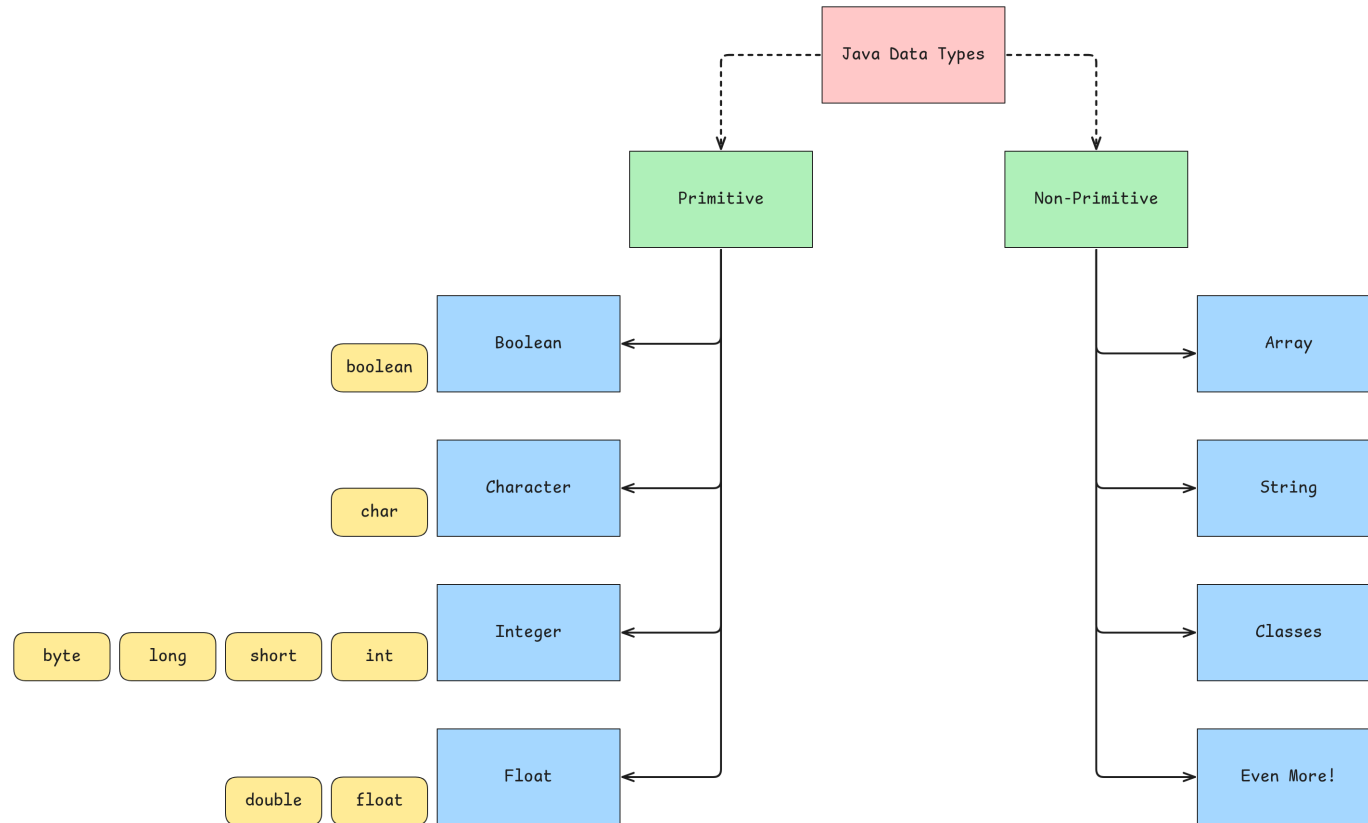 Java Data Types
Primitive
Non-Primitive
Boolean
Array
boolean
Character
String
char
Integer
Classes
byte
long
short
int
Float
Even More!
double
float